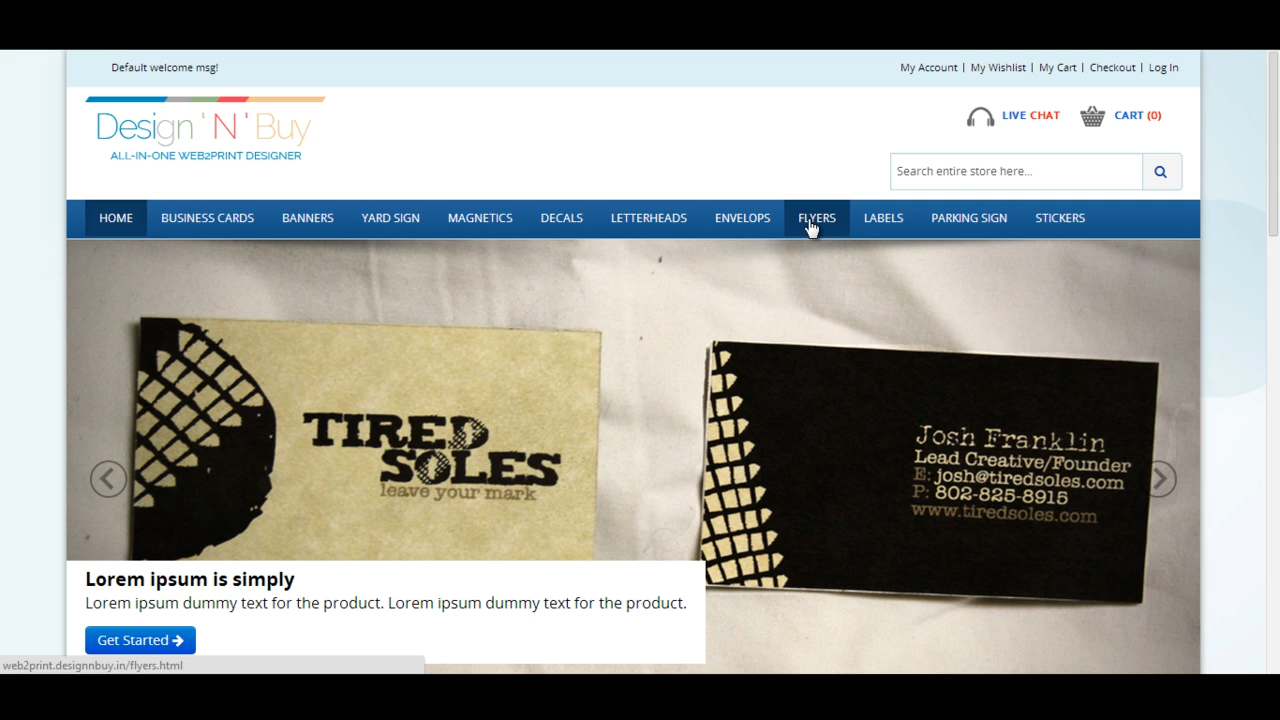 Default welcome msg!
My Account | My Wishlist | My Cart | Checkout | Log In
Design 'N' Buy
ALL-IN-ONE WEB2PRINT DESIGNER
LIVE CHAT
CART (0)
Search entire store here...
HOME BUSINESS CARDS BANNERS YARD SIGN MAGNETICS DECALS LETTERHEADS ENVELOPS FLYERS LABELS PARKING SIGN STICKERS
TIRED
SOLES
leave your mark
Josh Franklin
Lead Creative/Founder
E: josh@tiredsoles.com
P: 802-825-8915
www.tiredsoles.com
Lorem ipsum is simply
Lorem ipsum dummy text for the product. Lorem ipsum dummy text for the product.
Get Started
web2print.designnbuy.in/flyers.html